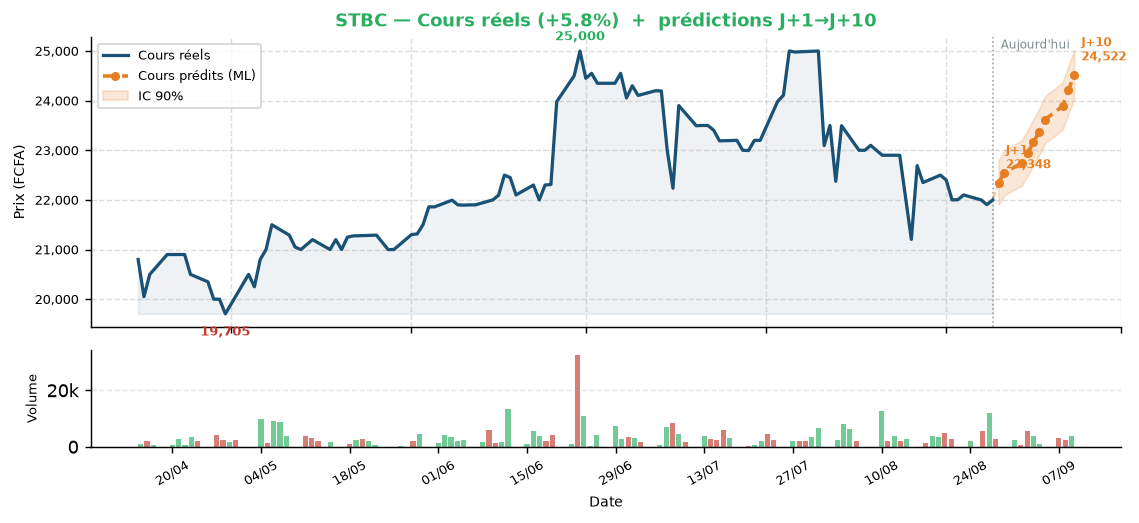 STBC — Cours réels (+5.8%) + prédictions J+1→J+10
25,000
Aujourd'hui
J+10
24,522
Cours réels
Cours prédits (ML)
IC 90%
J+1
22,348
19,705
Prix (FCFA)
25,000
24,000
23,000
22,000
21,000
20,000
Volume
20k
0
20/04
04/05
18/05
01/06
15/06
29/06
13/07
27/07
10/08
24/08
07/09
Date